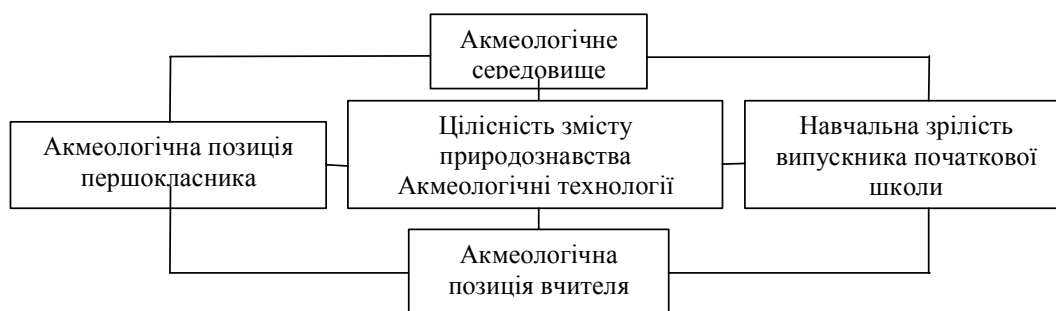 Акмеологічне
середовище
Акмеологічна позиція
першокласника
Цілісність змісту
природознавства
Акмеологічні технології
Навчальна зрілість
випускника початкової
школи
Акмеологічна
позиція вчителя